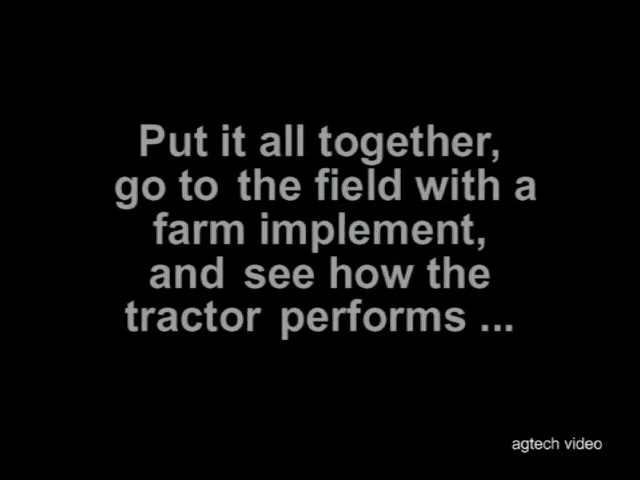 Put it all together,
go to the field with a
farm implement,
and see how the
tractor performs ...
agtech video